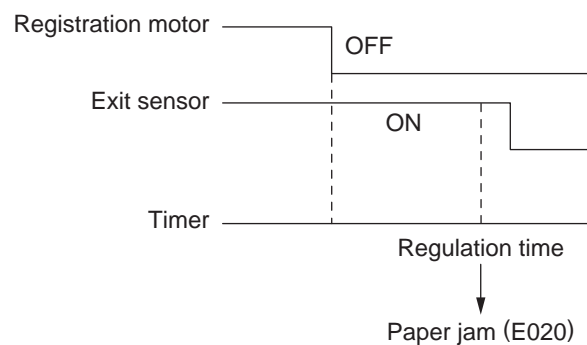 Registration motor
OFF
Exit sensor
ON
Timer
Regulation time
Paper jam (E020)